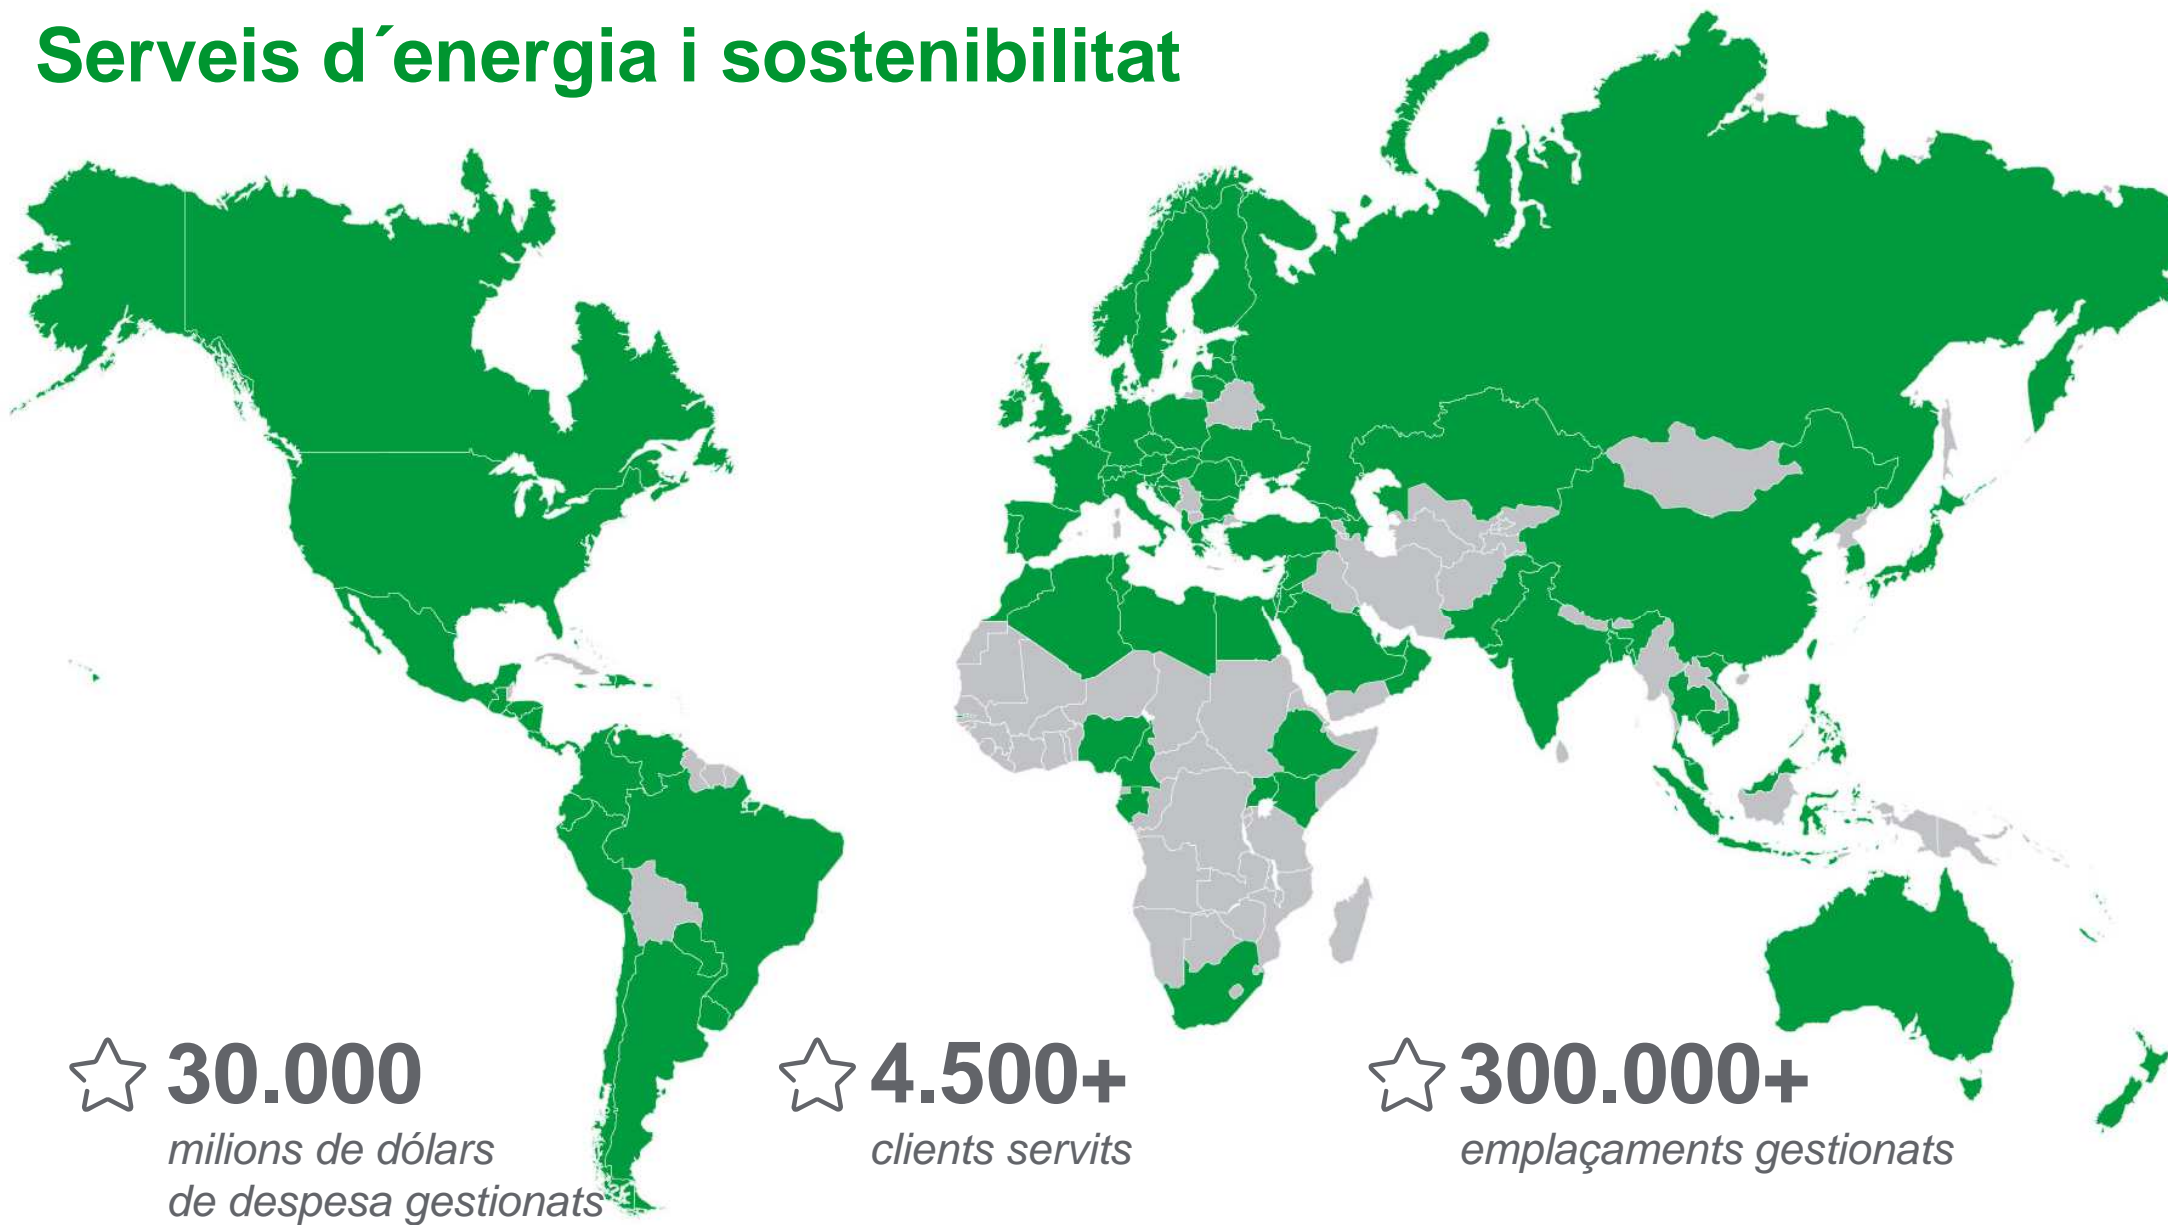 Serveis d´energia i sostenibilitat
30.000
milions de dólars
de despesa gestionats
4.500+
clients servits
300.000+
emplaçaments gestionats